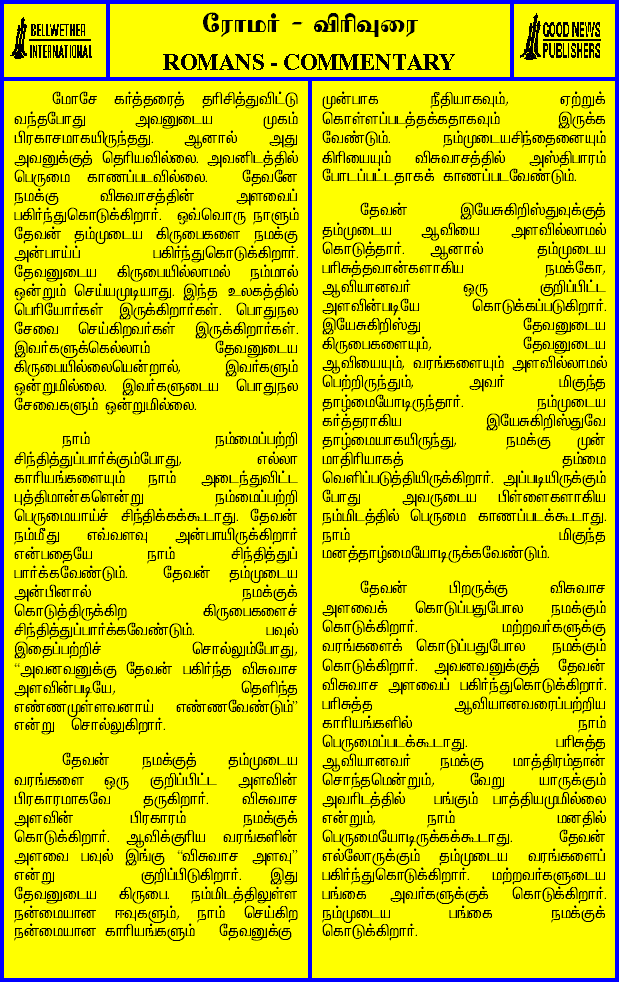 BELLWETHER
INTERNATIONAL
ரோமர் - விரிவுரை
ROMANS - COMMENTARY
GOOD NEWS
PUBLISHERS
மோசே கர்த்தரைத் தரிசித்துவிட்டு
வந்தபோது அவனுடைய முகம்
பிரகாசமாகயிருந்தது. ஆனால் அது
அவனுக்குத் தெரியவில்லை. அவனிடத்தில்
பெருமை காணப்படவில்லை. தேவனே
நமக்கு விசுவாசத்தின் அளவைப்
பகிர்ந்துகொடுக்கிறார். ஒவ்வொரு நாளும்
தேவன் தம்முடைய கிருபைகளை நமக்கு
அன்பாய்ப் பகிர்ந்துகொடுக்கிறார்.
தேவனுடைய கிருபையில்லாமல் நம்மால்
ஒன்றும் செய்யமுடியாது. இந்த உலகத்தில்
பெரியோர்கள் இருக்கிறார்கள். பொதுநல
சேவை செய்கிறவர்கள் இருக்கிறார்கள்.
இவர்களுக்கெல்லாம் தேவனுடைய
கிருபையில்லையென்றால், இவர்களும்
ஒன்றுமில்லை. இவர்களுடைய பொதுநல
சேவைகளும் ஒன்றுமில்லை.
நாம் நம்மைப்பற்றி
சிந்தித்துப்பார்க்கும்போது, எல்லா
காரியங்களையும் நாம் அடைந்துவிட்ட
புத்திமான்களென்று நம்மைப்பற்றி
பெருமையாய்ச் சிந்திக்கக்கூடாது. தேவன்
நம்மீது எவ்வளவு அன்பாயிருக்கிறார்
என்பதையே நாம் சிந்தித்துப்
பார்க்கவேண்டும். தேவன் தம்முடைய
அன்பினால் நமக்குக்
கொடுத்திருக்கிற கிருபைகளைச்
சிந்தித்துப்பார்க்கவேண்டும். பவுல்
இதைப்பற்றிச் சொல்லும்போது,
“அவனவனுக்கு தேவன் பகிர்ந்த விசுவாச
அளவின்படியே, தெளிந்த
எண்ணமுள்ளவனாய் எண்ணவேண்டும்”
என்று சொல்லுகிறார்.
தேவன் நமக்குத் தம்முடைய
வரங்களை ஒரு குறிப்பிட்ட அளவின்
பிரகாரமாகவே தருகிறார். விசுவாச
அளவின் பிரகாரம் நமக்குக்
கொடுக்கிறார். ஆவிக்குரிய வரங்களின்
அளவை பவுல் இங்கு “விசுவாச அளவு”
என்று குறிப்பிடுகிறார். இது
தேவனுடைய கிருபை. நம்மிடத்திலுள்ள
நன்மையான ஈவுகளும், நாம் செய்கிற
நன்மையான காரியங்களும் தேவனுக்கு
முன்பாக நீதியாகவும், ஏற்றுக்
கொள்ளப்படத்தக்கதாகவும் இருக்க
வேண்டும். நம்முடையசிந்தைனையும்
கிரியையும் விசுவாசத்தில் அஸ்திபாரம்
போடப்பட்டதாகக் காணப்படவேண்டும்.
தேவன் இயேசுகிறிஸ்துவுக்குத்
தம்முடைய ஆவியை அளவில்லாமல்
கொடுத்தார். ஆனால் தம்முடைய
பரிசுத்தவான்களாகிய நமக்கோ,
ஆவியானவர் ஒரு குறிப்பிட்ட
அளவின்படியே கொடுக்கப்படுகிறார்.
இயேசுகிறிஸ்து தேவனுடைய
கிருபைகளையும், தேவனுடைய
ஆவியையும், வரங்களையும் அளவில்லாமல்
பெற்றிருந்தும், அவர் மிகுந்த
தாழ்மையோடிருந்தார். நம்முடைய
கர்த்தராகிய இயேசுகிறிஸ்துவே
தாழ்மையாகயிருந்து, நமக்கு முன்
மாதிரியாகத் தம்மை
வெளிப்படுத்தியிருக்கிறார். அப்படியிருக்கும்
போது அவருடைய பிள்ளைகளாகிய
நம்மிடத்தில் பெருமை காணப்படக்கூடாது.
நாம் மிகுந்த
மனத்தாழ்மையோடிருக்கவேண்டும்.
தேவன் பிறருக்கு விசுவாச
அளவைக் கொடுப்பதுபோல நமக்கும்
கொடுக்கிறார். மற்றவர்களுக்கு
வரங்களைக் கொடுப்பதுபோல நமக்கும்
கொடுக்கிறார். அவனவனுக்குத் தேவன்
விசுவாச அளவைப் பகிர்ந்துகொடுக்கிறார்.
பரிசுத்த ஆவியானவரைப்பற்றிய
காரியங்களில் நாம்
பெருமைப்படக்கூடாது. பரிசுத்த
ஆவியானவர் நமக்கு மாத்திரம்தான்
சொந்தமென்றும், வேறு யாருக்கும்
அவரிடத்தில் பங்கும் பாத்தியமுமில்லை
என்றும், நாம் மனதில்
பெருமையோடிருக்கக்கூடாது. தேவன்
எல்லோருக்கும் தம்முடைய வரங்களைப்
பகிர்ந்துகொடுக்கிறார். மற்றவர்களுடைய
பங்கை அவர்களுக்குக் கொடுக்கிறார்.
நம்முடைய பங்கை நமக்குக்
கொடுக்கிறார்.